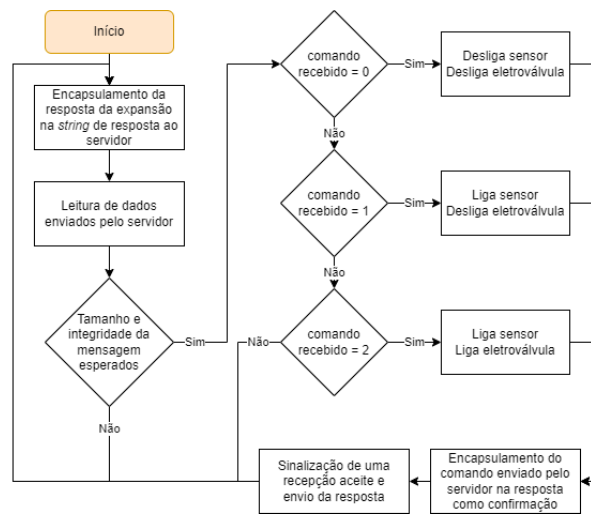 Início
Encapsulamento da
resposta da expansão
na string de resposta ao
servidor
Leitura de dados
enviados pelo servidor
Tamanho e
integridade da
mensagem
esperados
Sim
Não
comando
recebido = 0
Sim
Desliga sensor
Desliga eletroválvula
Não
comando
recebido = 1
Sim
Liga sensor
Desliga eletroválvula
Não
comando
recebido = 2
Não
Sim
Liga sensor
Liga eletroválvula
Encapsulamento do
comando enviado pelo
servidor na resposta
como confirmação
Sinalização de uma
recepção aceite e
envio da resposta